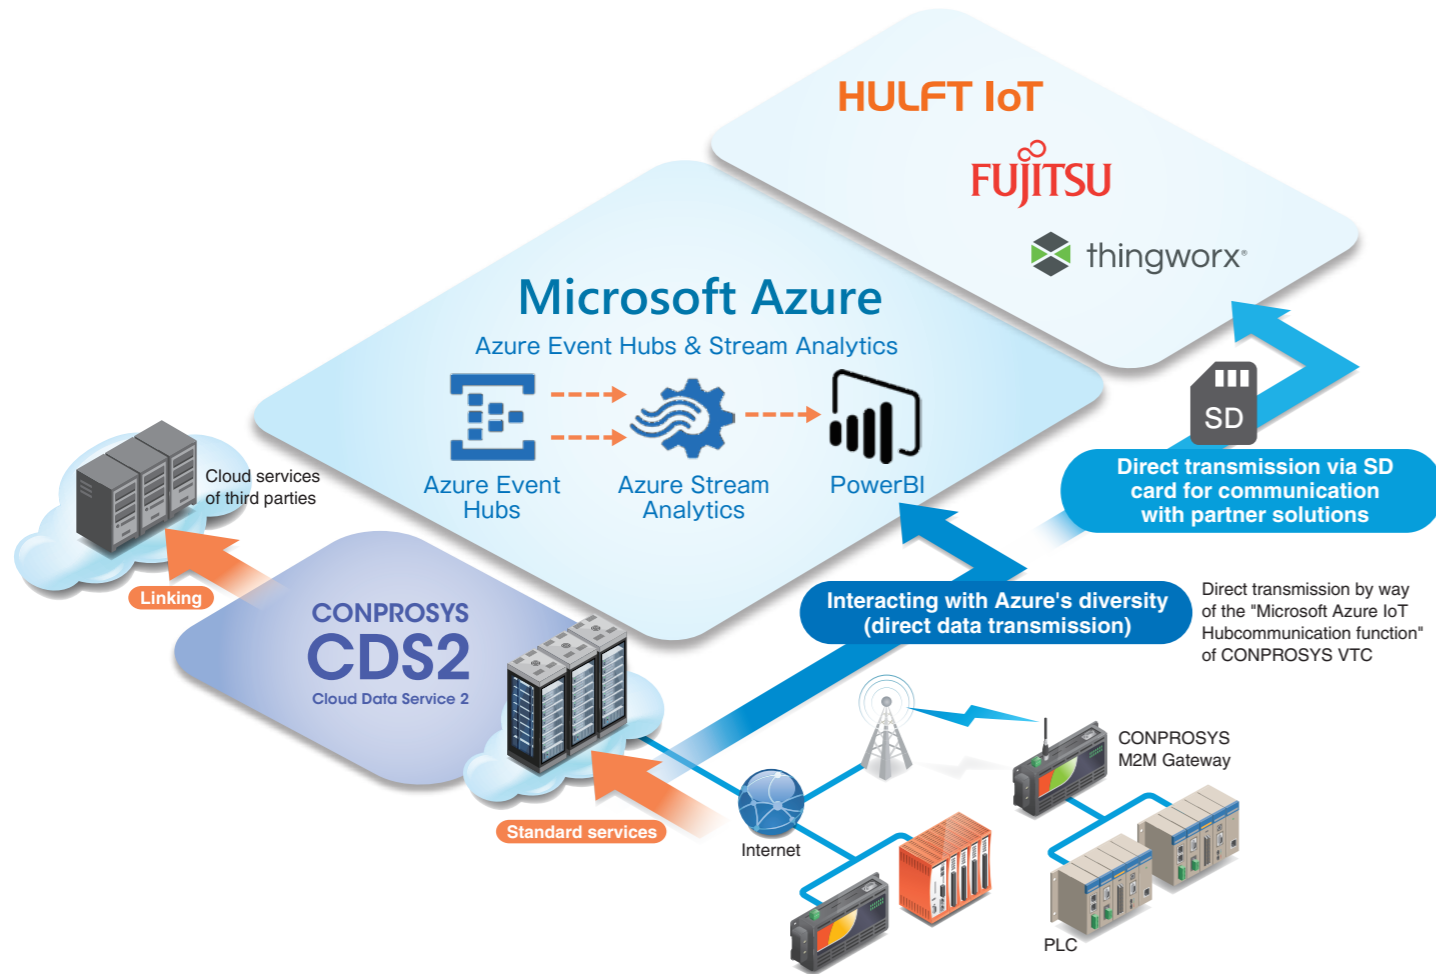 HULFT IoT
FUJITSU
thingworx®
Microsoft Azure
Azure Event Hubs & Stream Analytics
Azure Event
Hubs
Azure Stream
Analytics
PowerBI
SD
Direct transmission via SD
card for communication
with partner solutions
Cloud services
of third parties
Linking
CONPROSYS
CDS2
Cloud Data Service 2
Interacting with Azure's diversity
(direct data transmission)
Direct transmission by way
of the "Microsoft Azure IoT
Hubcommunication function"
of CONPROSYS VTC
CONPROSYS
M2M Gateway
Standard services
Internet
PLC